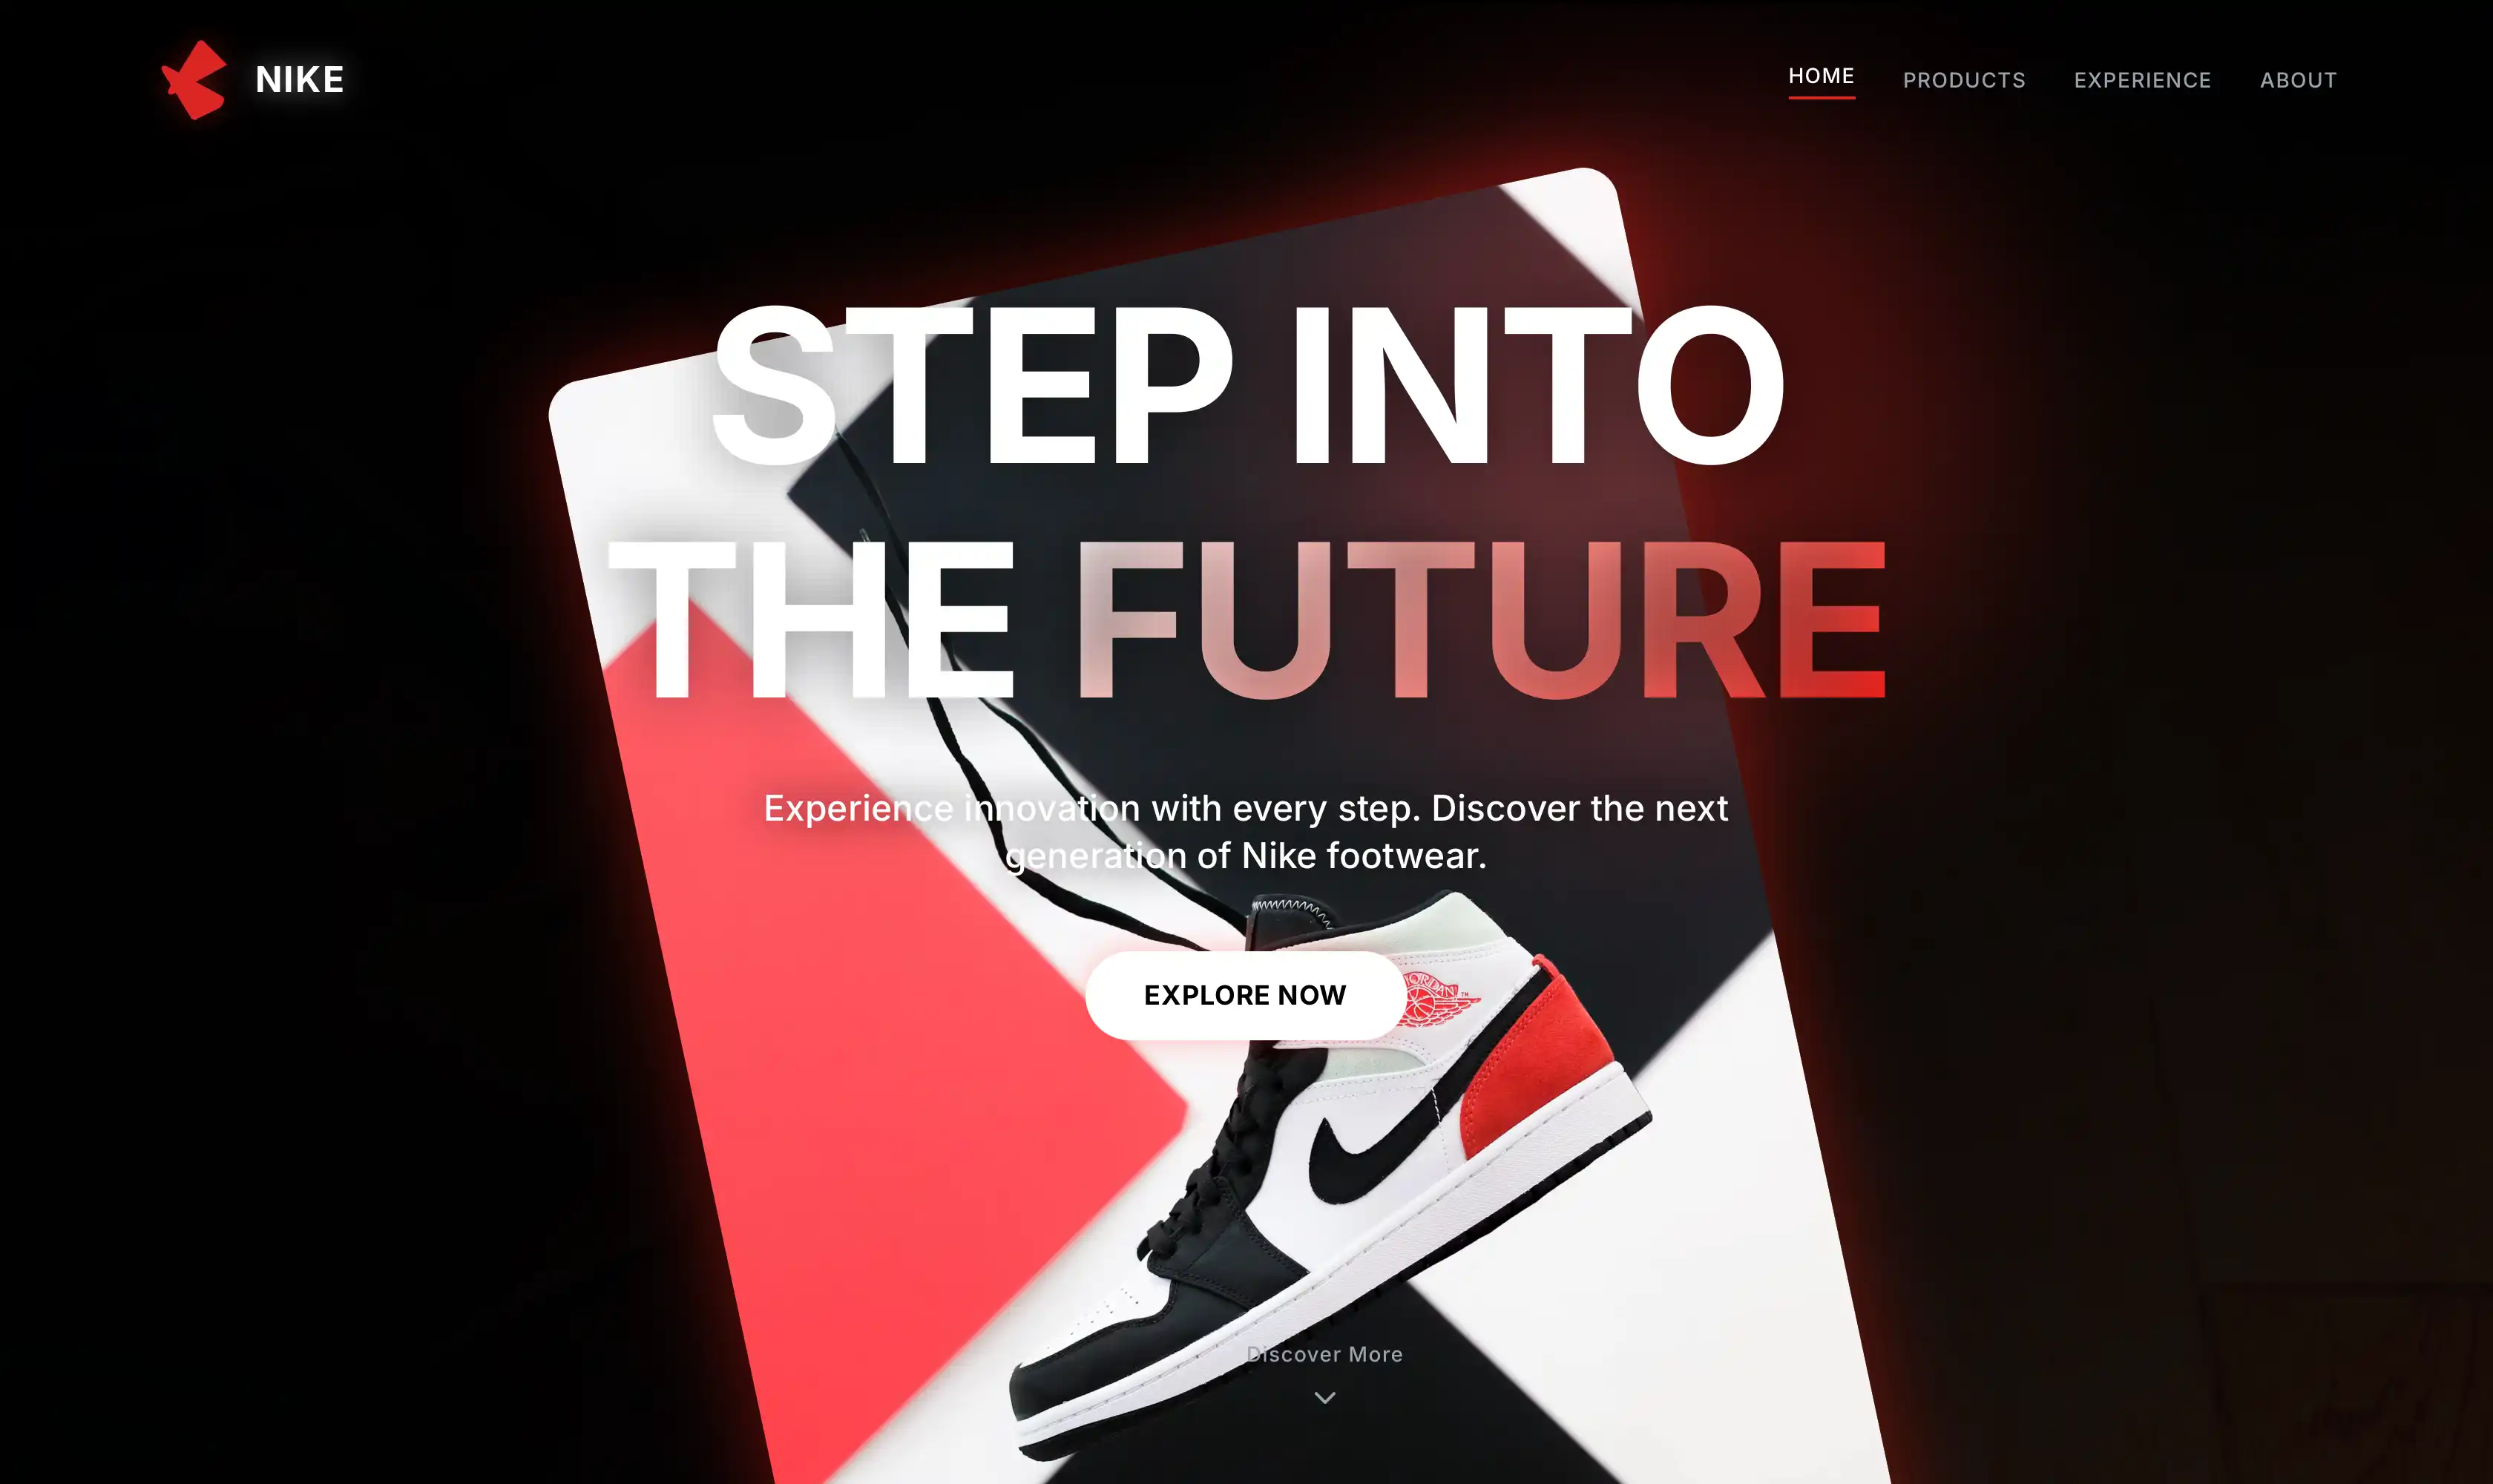 NIKE
HOME PRODUCTS EXPERIENCE ABOUT
STEP INTO
THE FUTURE
Experience innovation with every step. Discover the next
generation of Nike footwear.
EXPLORE NOW
JORDAN ™
Discover More